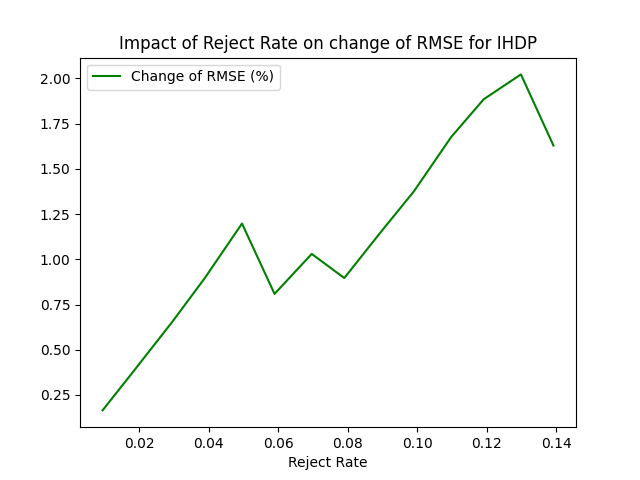 Impact of Reject Rate on change of RMSE for IHDP
Change of RMSE (%)
2.00
1.75
1.50
1.25
1.00
0.75
0.50
0.25
0.02 0.04 0.06 0.08 0.10 0.12 0.14
Reject Rate